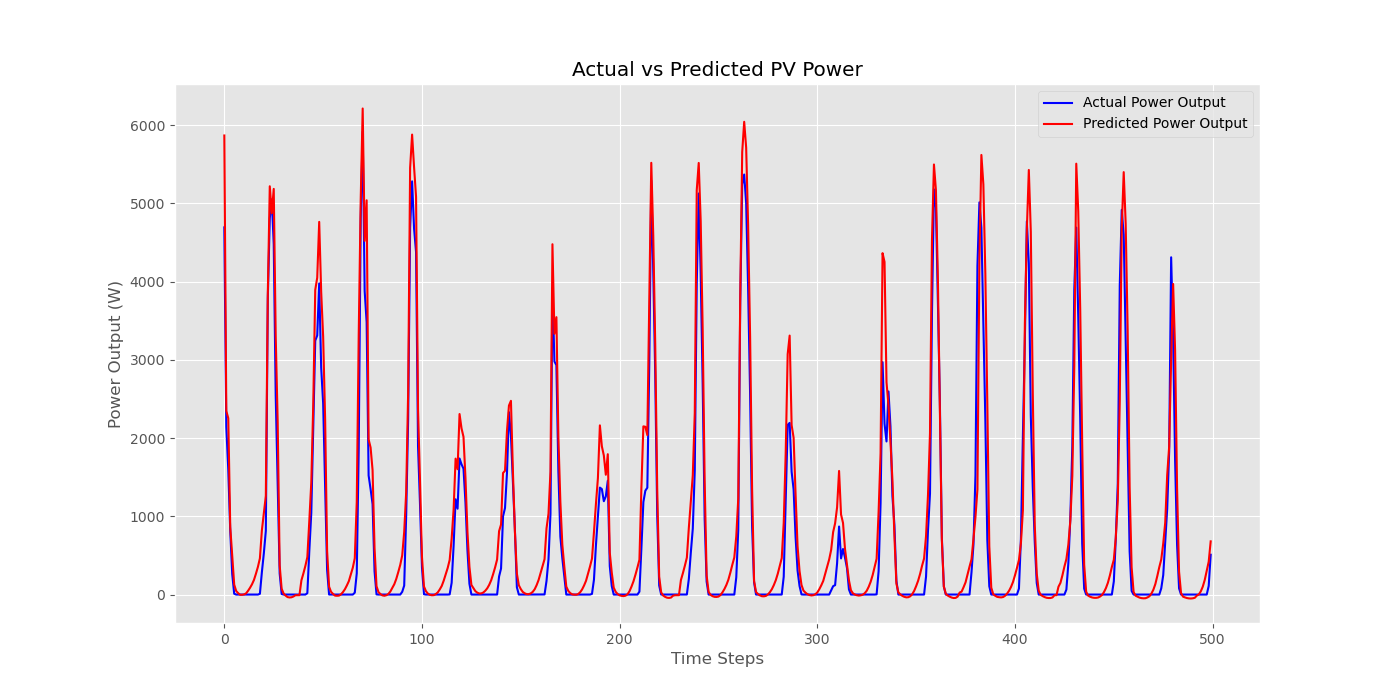 Actual vs Predicted PV Power
Actual Power Output
Predicted Power Output
Power Output (W)
6000
5000
4000
3000
2000
1000
0
0 100 200 300 400 500
Time Steps